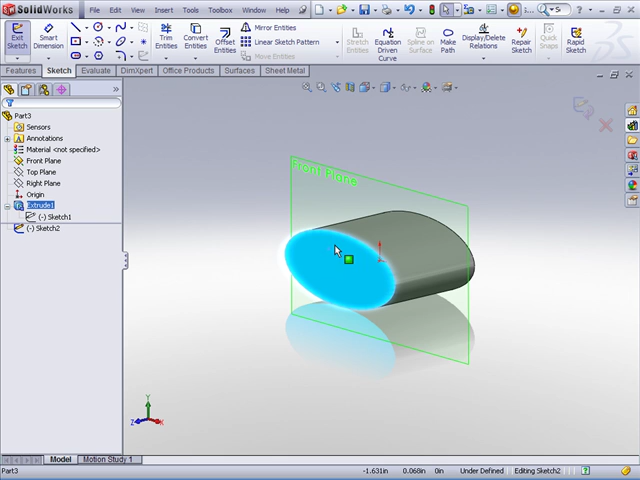 SolidWorks
File Edit View Insert Tools Toolbox Window Help
Exit Sketch
Smart Dimension
Trim Entities
Convert Entities
Offset Entities
Mirror Entities
Linear Sketch Pattern
Move Entities
Stretch Entities
Equation Driven Curve
Spline on Surface
Make Path
Display/Delete Relations
Repair Sketch
Quick Snaps
Rapid Sketch
Features Sketch Evaluate DimXpert Office Products Surfaces Sheet Metal
Part3
Sensors
Annotations
Material <not specified>
Front Plane
Top Plane
Right Plane
Origin
Extrude1
(-) Sketch1
(-) Sketch2
Front Plane
Y
Z
X
Model Motion Study 1
Part3 -1.631in 0.068in 0in Under Defined Editing Sketch2